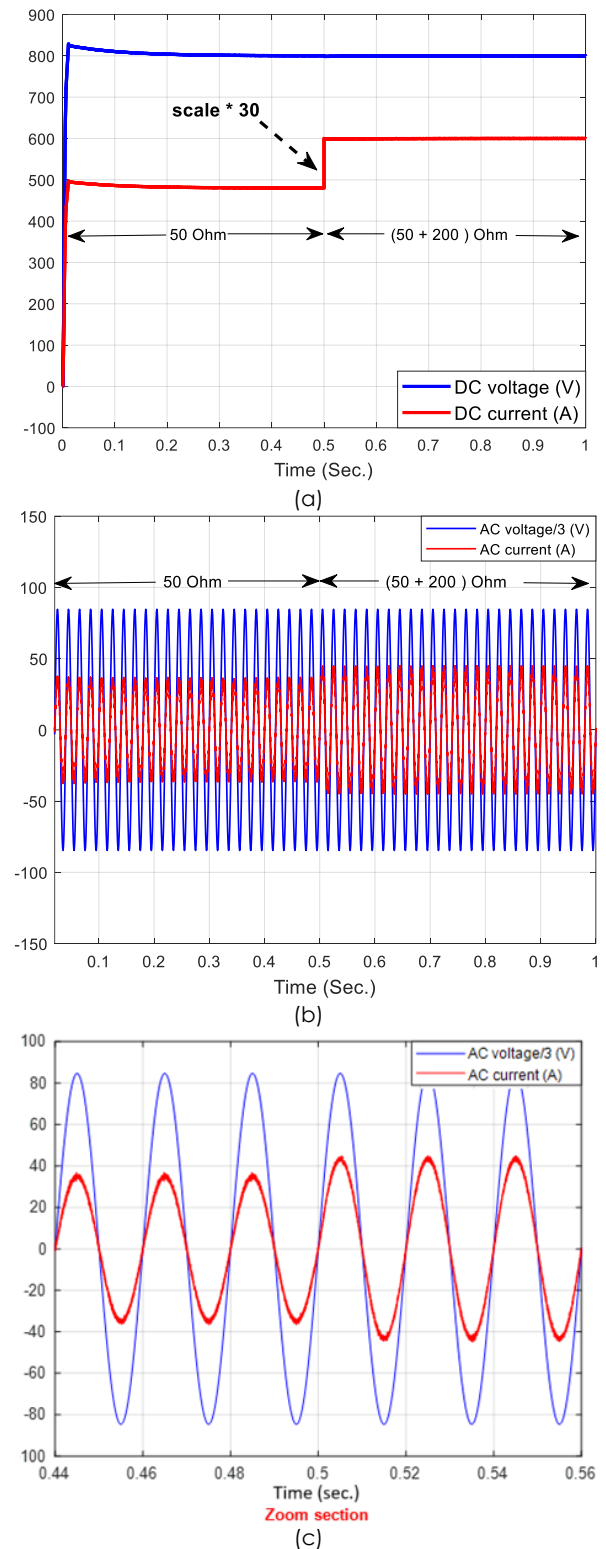 900
800
700
600
500
400
300
200
100
0
-100
scale * 30
50 Ohm
(50 + 200 ) Ohm
DC voltage (V)
DC current (A)
0 0.1 0.2 0.3 0.4 0.5 0.6 0.7 0.8 0.9 1
Time (Sec.)
(a)
150
100
50
0
-50
-100
-150
AC voltage/3 (V)
AC current (A)
50 Ohm
(50 + 200 ) Ohm
0.1 0.2 0.3 0.4 0.5 0.6 0.7 0.8 0.9 1
Time (Sec.)
(b)
100
80
60
40
20
0
-20
-40
-60
-80
100
AC voltage/3 (V)
AC current (A)
0.44 0.46 0.48 0.5 0.52 0.54 0.56
Time (sec.)
Zoom section
(c)